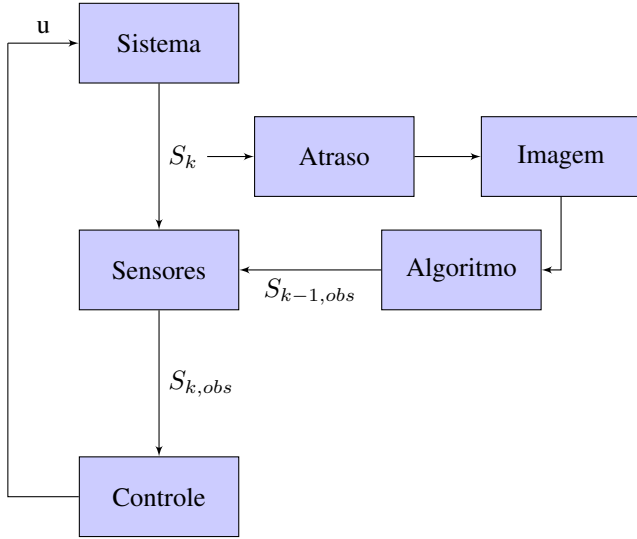 u
Sistema
$S_k$
Atraso
Imagem
Sensores
Algoritmo
$S_{k-1,obs}$
$S_{k,obs}$
Controle